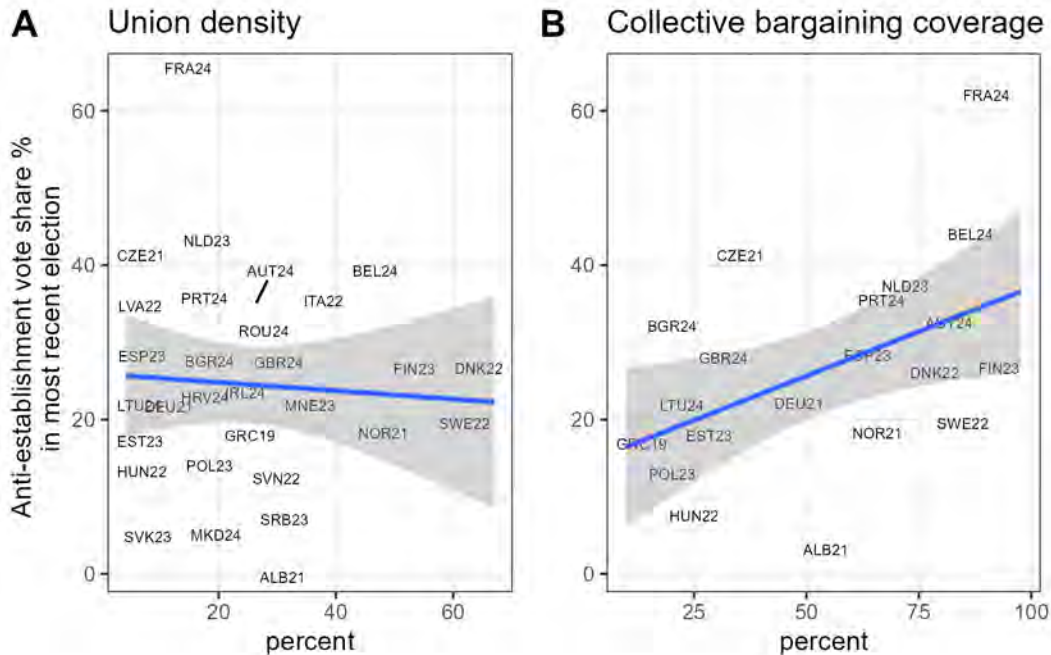 A Union density
B Collective bargaining coverage
Anti-establishment vote share %
in most recent election
FRA24
60
NLD23
CZE21
AUT24
BEL24
40
LVA22
PRT24
ITA22
ROU24
ESP23
BGR24
GBR24
FIN23
DNK22
HRV24
IRL24
LTU24
DEU21
MNE23
20
EST23
GRC19
NOR21
SWE22
HUN22
POL23
SVN22
SVK23
MKD24
SRB23
0
ALB21
20 40 60
percent
FRA24
60
BEL24
CZE21
40
NLD23
PRT24
BGR24
AUT24
GBR24
ESP23
DNK22
FIN23
LTU24
DEU21
20
GRC19
EST23
NOR21
SWE22
POL23
HUN22
ALB21
0
25 50 75 100
percent